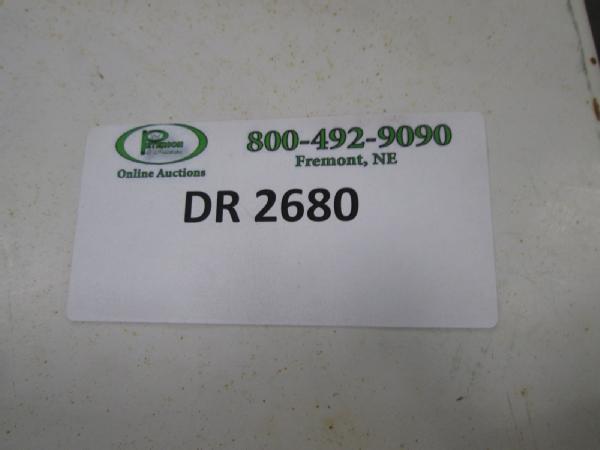 800-492-9090
Fremont, NE
Online Auctions
DR 2680